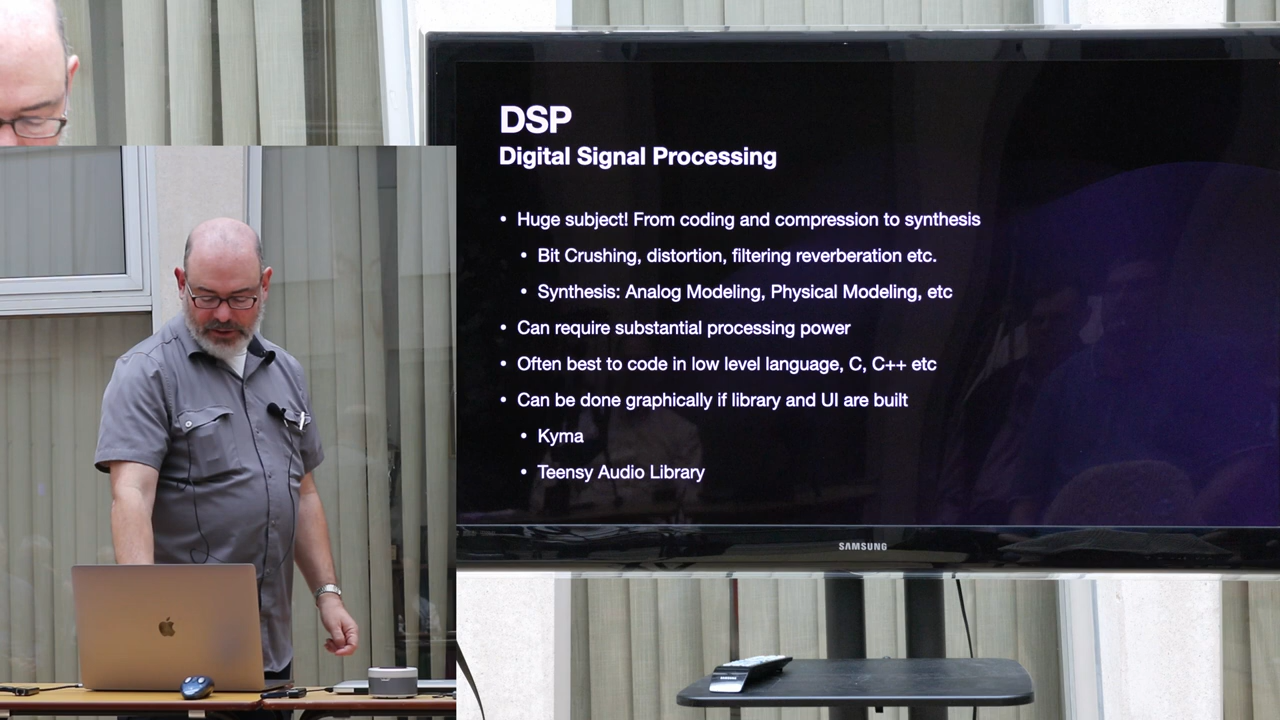 DSP
Digital Signal Processing
• Huge subject! From coding and compression to synthesis
• Bit Crushing, distortion, filtering reverberation etc.
• Synthesis: Analog Modeling, Physical Modeling, etc
• Can require substantial processing power
• Often best to code in low level language, C, C++ etc
• Can be done graphically if library and UI are built
• Kyma
• Teensy Audio Library
SAMSUNG